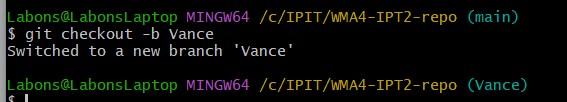 Labons@LabonsLaptop MINGW64 /c/IPIT/WMA4-IPT2-repo (main)
$ git checkout -b Vance
Switched to a new branch 'Vance'
Labons@LabonsLaptop MINGW64 /c/IPIT/WMA4-IPT2-repo (Vance)
$